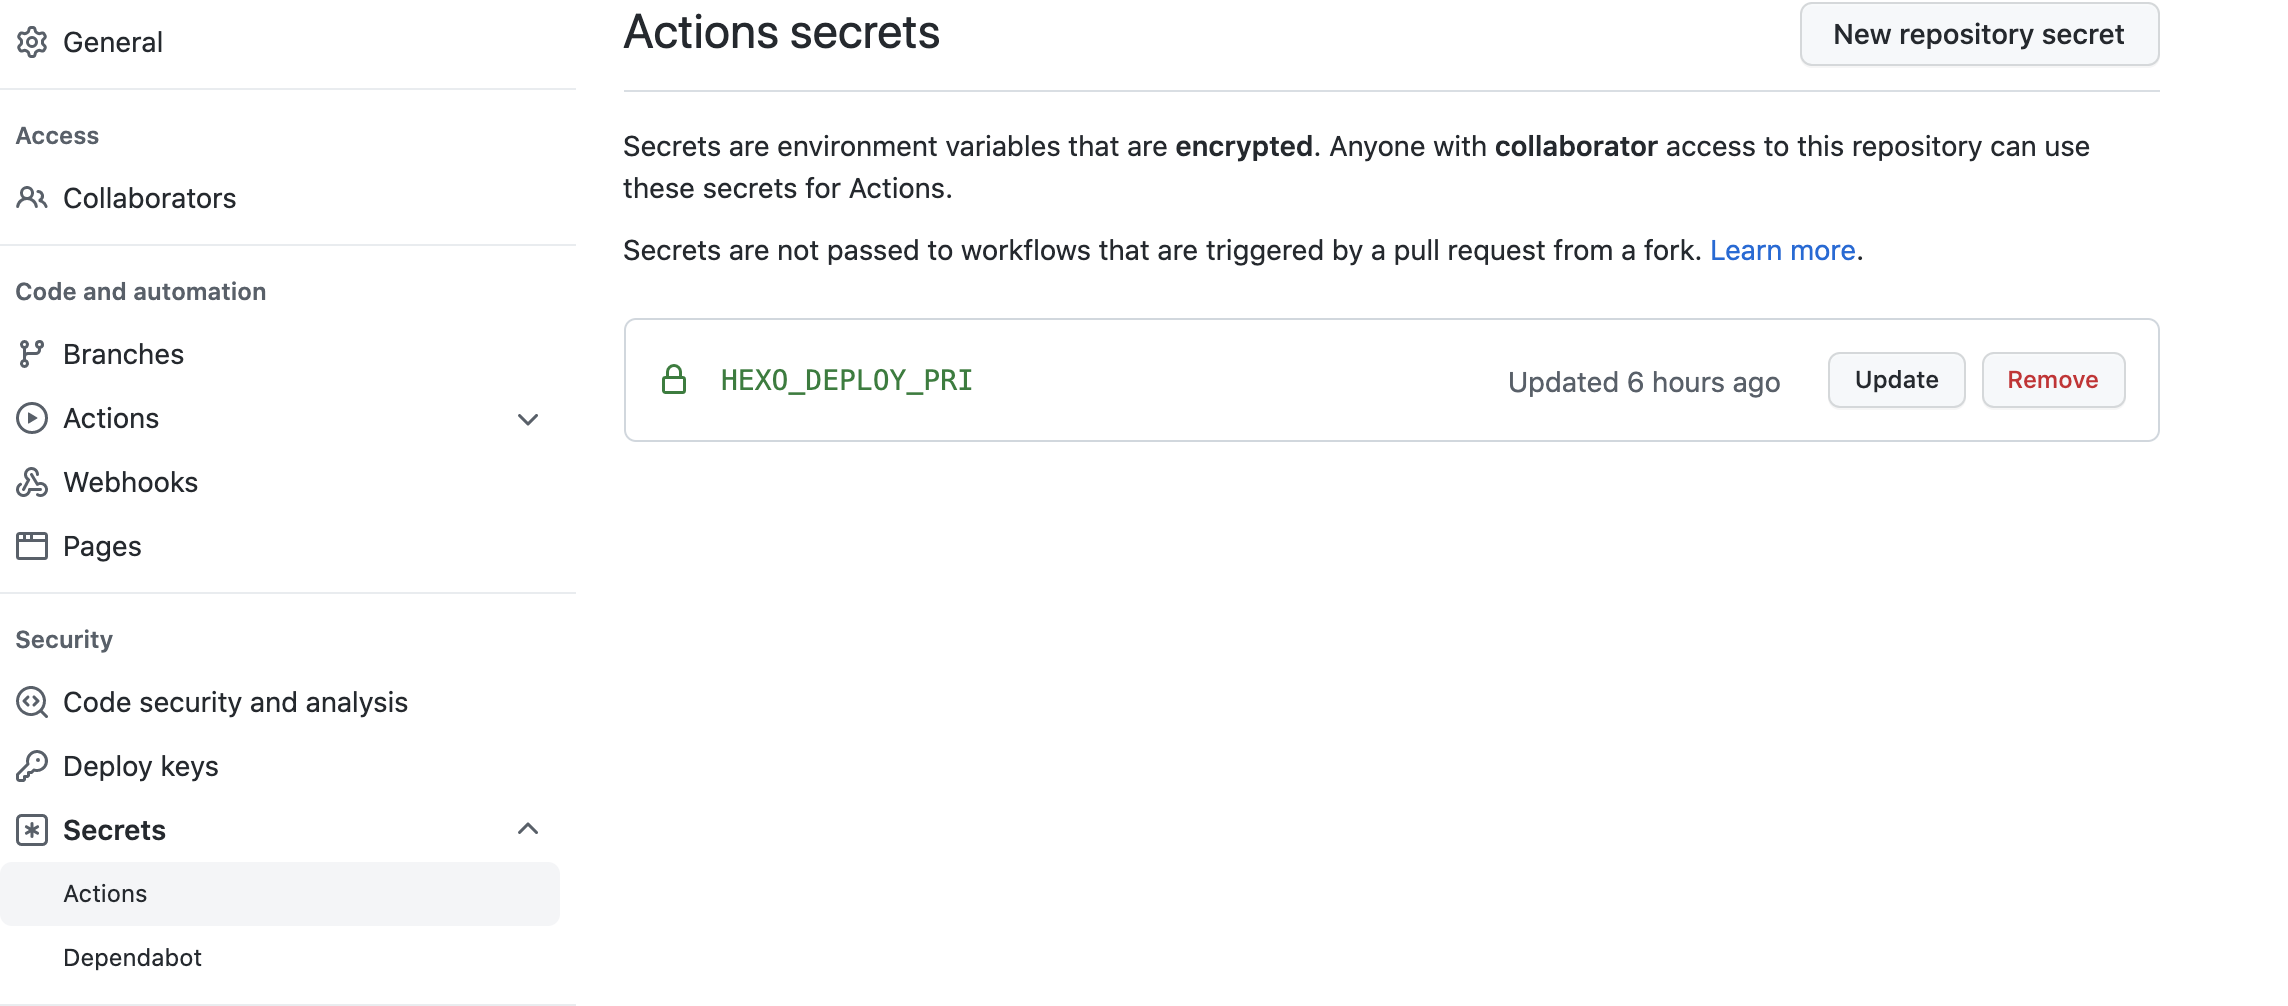 General
Access
Collaborators
Code and automation
Branches
Actions
Webhooks
Pages
Security
Code security and analysis
Deploy keys
Secrets
Actions
Dependabot
Actions secrets
New repository secret
Secrets are environment variables that are encrypted. Anyone with collaborator access to this repository can use
these secrets for Actions.
Secrets are not passed to workflows that are triggered by a pull request from a fork. Learn more.
HEXO_DEPLOY_PRI
Updated 6 hours ago
Update
Remove